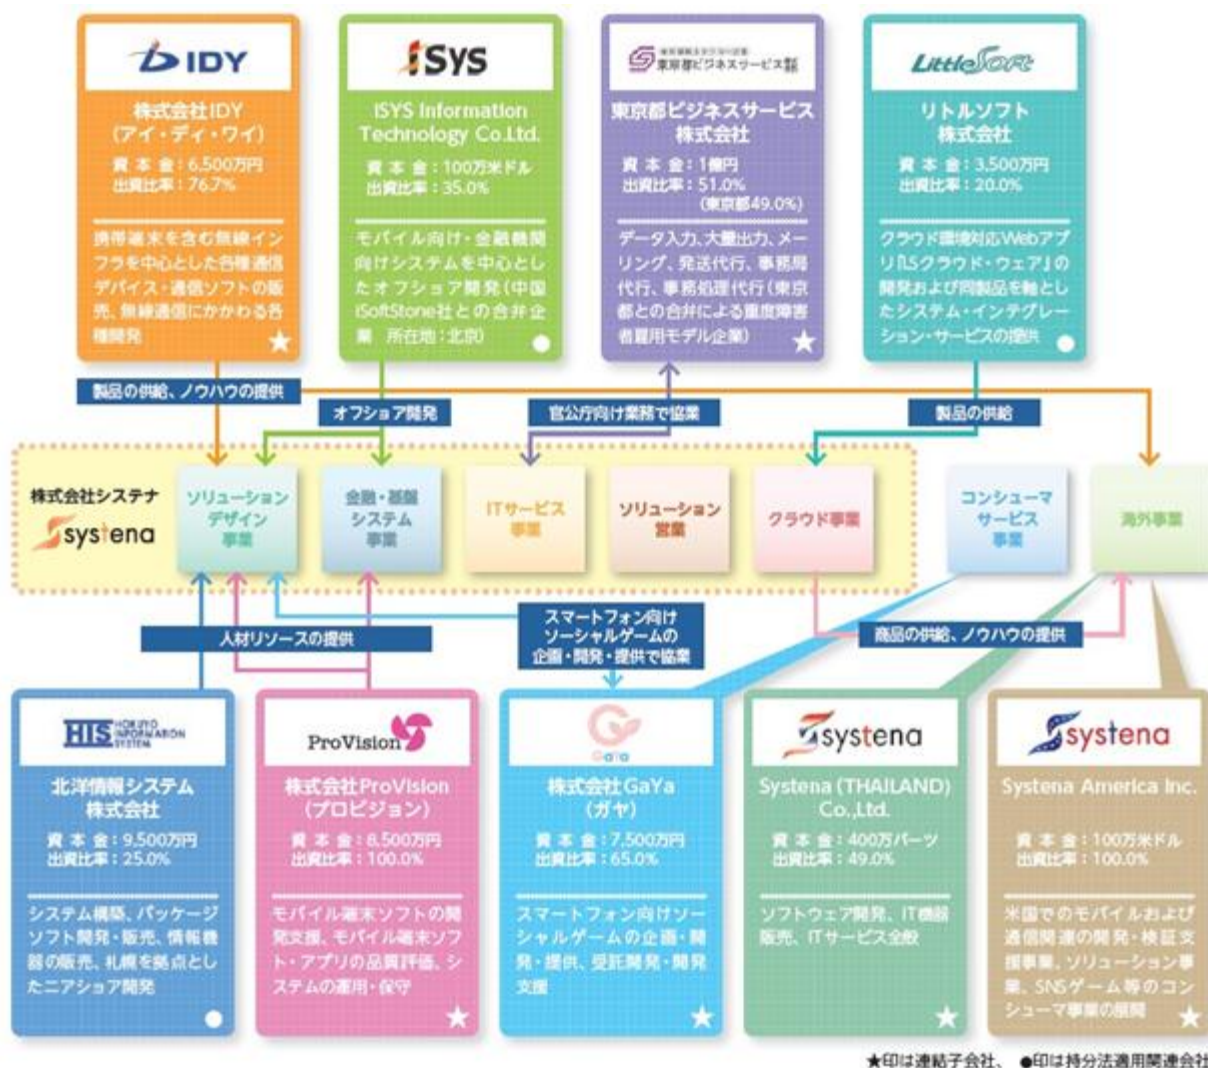 IDY
株式会社IDY
(アイ・ディ・ワイ)
資本金：6,500万円
出資比率：76.7%
携帯端末を含む無線イン
フラを中心とした各種通信
デバイス・通信ソフトの販
売、無線通信にかかわる各
種開発
★
iSys
ISYS Information
Technology Co.Ltd.
資本金：100万米ドル
出資比率：35.0%
モバイル向け・金融機関
向けシステムを中心とし
たオフショア開発(中国
iSoftStone社との合弁企
業 所在地：北京)
●
東京都ビジネスサービス
東京都ビジネスサービス
株式会社
資本金：1億円
出資比率：51.0%
(東京都49.0%)
データ入力、大量出力、メー
リング、発送代行、事務局
代行、事務処理代行(東京
都との合弁による重度障害
者雇用モデル企業)
★
LittleSoft
リトルソフト
株式会社
資本金：3,500万円
出資比率：20.0%
クラウド環境対応Webアプ
リ『LSクラウド・ウェア』の
開発および同製品を軸とし
たシステム・インテグレー
ション・サービスの提供
●
製品の供給、ノウハウの提供
オフショア開発
官公庁向け業務で協業
製品の供給
株式会社システナ
systena
ソリューション
デザイン
事業
金融・基盤
システム
事業
ITサービス
事業
ソリューション
営業
クラウド事業
コンシューマ
サービス
事業
海外事業
人材リソースの提供
スマートフォン向け
ソーシャルゲームの
企画・開発・提供で協業
商品の供給、ノウハウの提供
HIS HOKUYO
INFORMATION
SYSTEM
北洋情報システム
株式会社
資本金：9,500万円
出資比率：25.0%
システム構築、パッケージ
ソフト開発・販売、情報機
器の販売、札幌を拠点とし
たニアショア開発
●
ProVision
株式会社ProVision
(プロビジョン)
資本金：8,500万円
出資比率：100.0%
モバイル端末ソフトの開
発支援、モバイル端末ソフ
ト・アプリの品質評価、シ
ステムの運用・保守
★
GaYa
株式会社GaYa
(ガヤ)
資本金：7,500万円
出資比率：65.0%
スマートフォン向けソー
シャルゲームの企画・開
発・提供、受託開発・開発
支援
★
systena
Systena (THAILAND)
Co.,Ltd.
資本金：400万バーツ
出資比率：49.0%
ソフトウェア開発、IT機器
販売、ITサービス全般
★
systena
Systena America Inc.
資本金：100万米ドル
出資比率：100.0%
米国でのモバイルおよび
通信関連の開発・検証支
援事業、ソリューション事
業、SNSゲーム等のコン
シューマ事業の展開
★
★印は連結子会社、 ●印は持分法適用関連会社